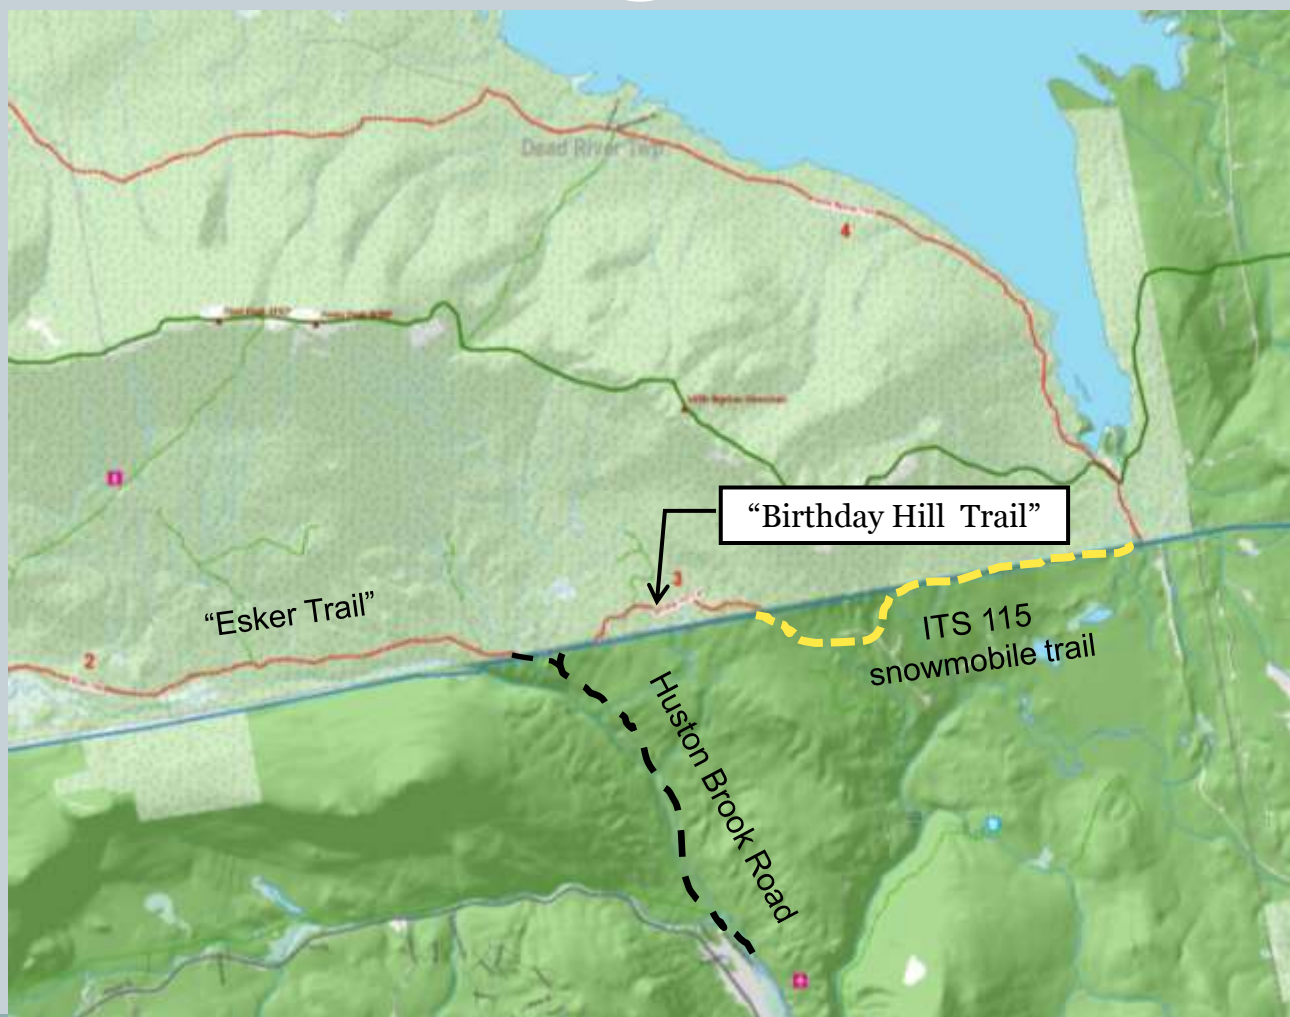 Dead River Twp
4
“Birthday Hill Trail”
3
“Esker Trail”
2
ITS 115
snowmobile trail
Huston Brook Road